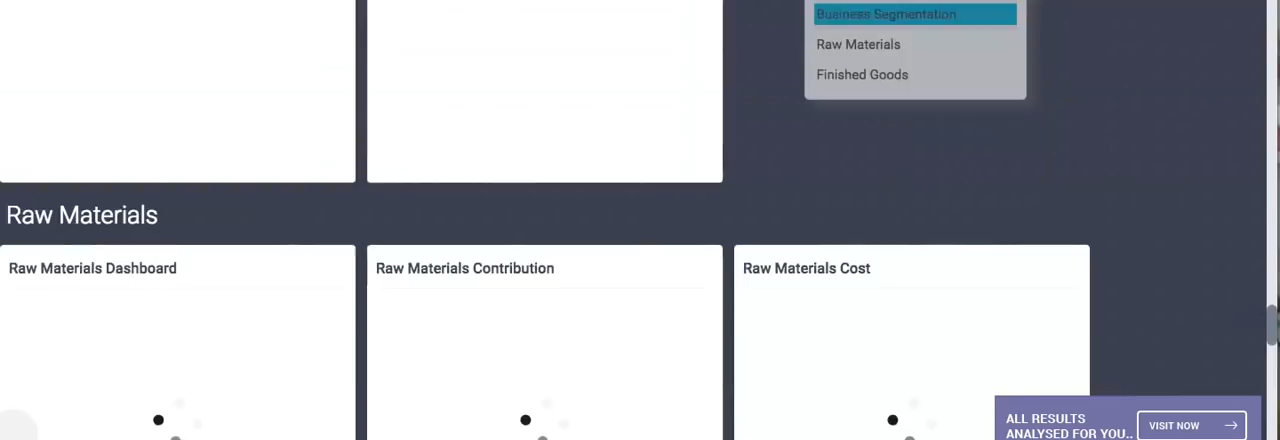 Business Segmentation
Raw Materials
Finished Goods
Raw Materials
Raw Materials Dashboard
Raw Materials Contribution
Raw Materials Cost
ALL RESULTS
ANALYSED FOR YOU..
VISIT NOW